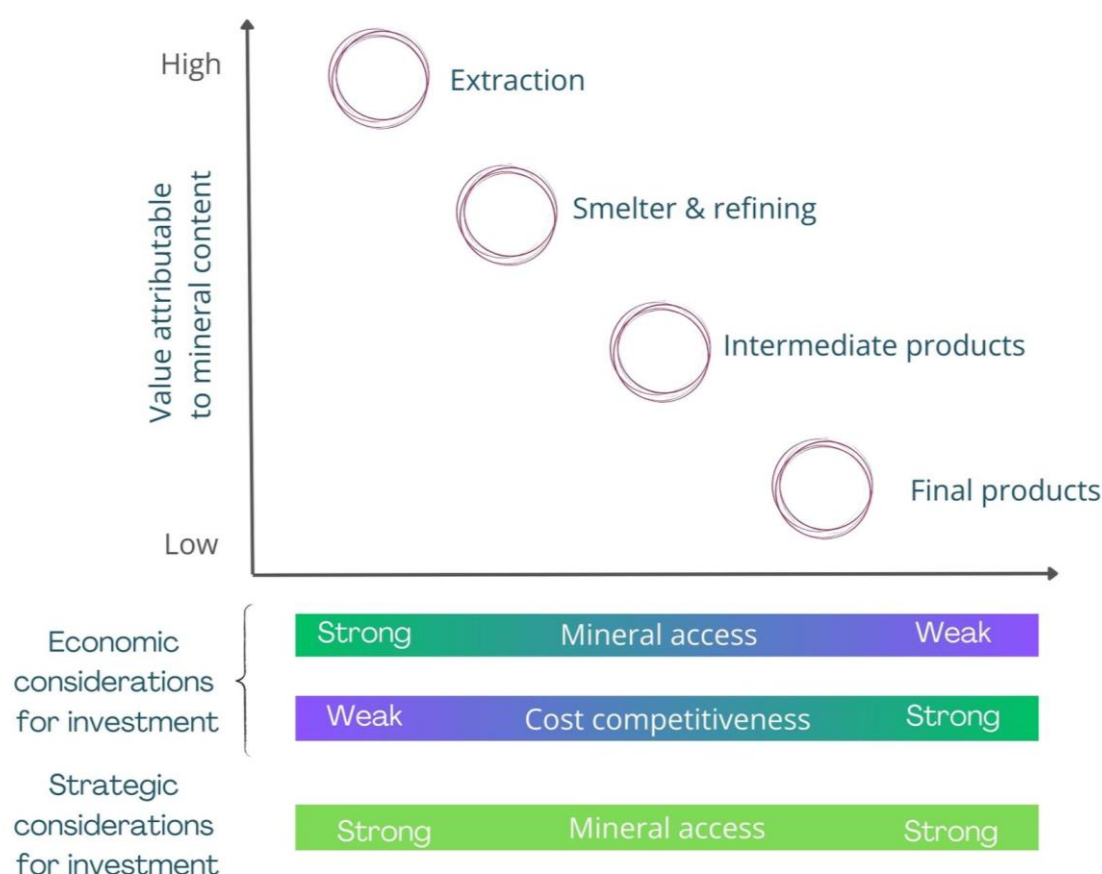 High
Extraction
Smelter & refining
Value attributable
to mineral content
Intermediate products
Final products
Low
Economic
considerations
for investment
Strong Mineral access Weak
Weak Cost competitiveness Strong
Strategic
considerations
for investment
Strong Mineral access Strong